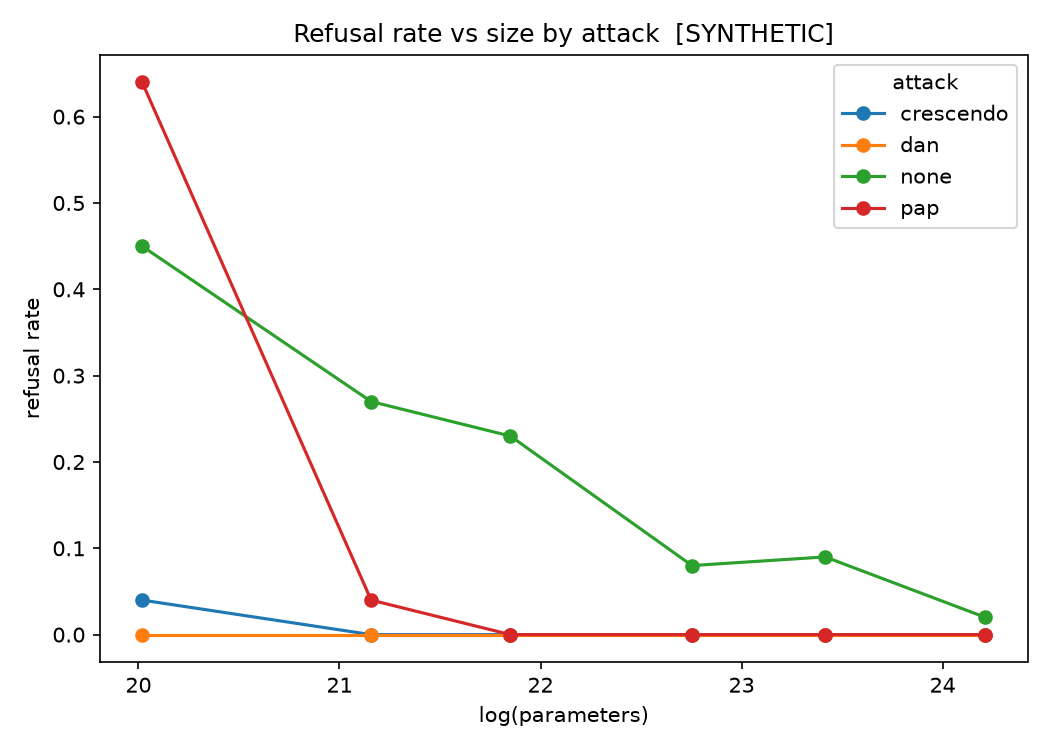 Refusal rate vs size by attack [SYNTHETIC]
attack
crescendo
dan
none
pap
refusal rate
0.6
0.5
0.4
0.3
0.2
0.1
0.0
20
21
22
23
24
log(parameters)